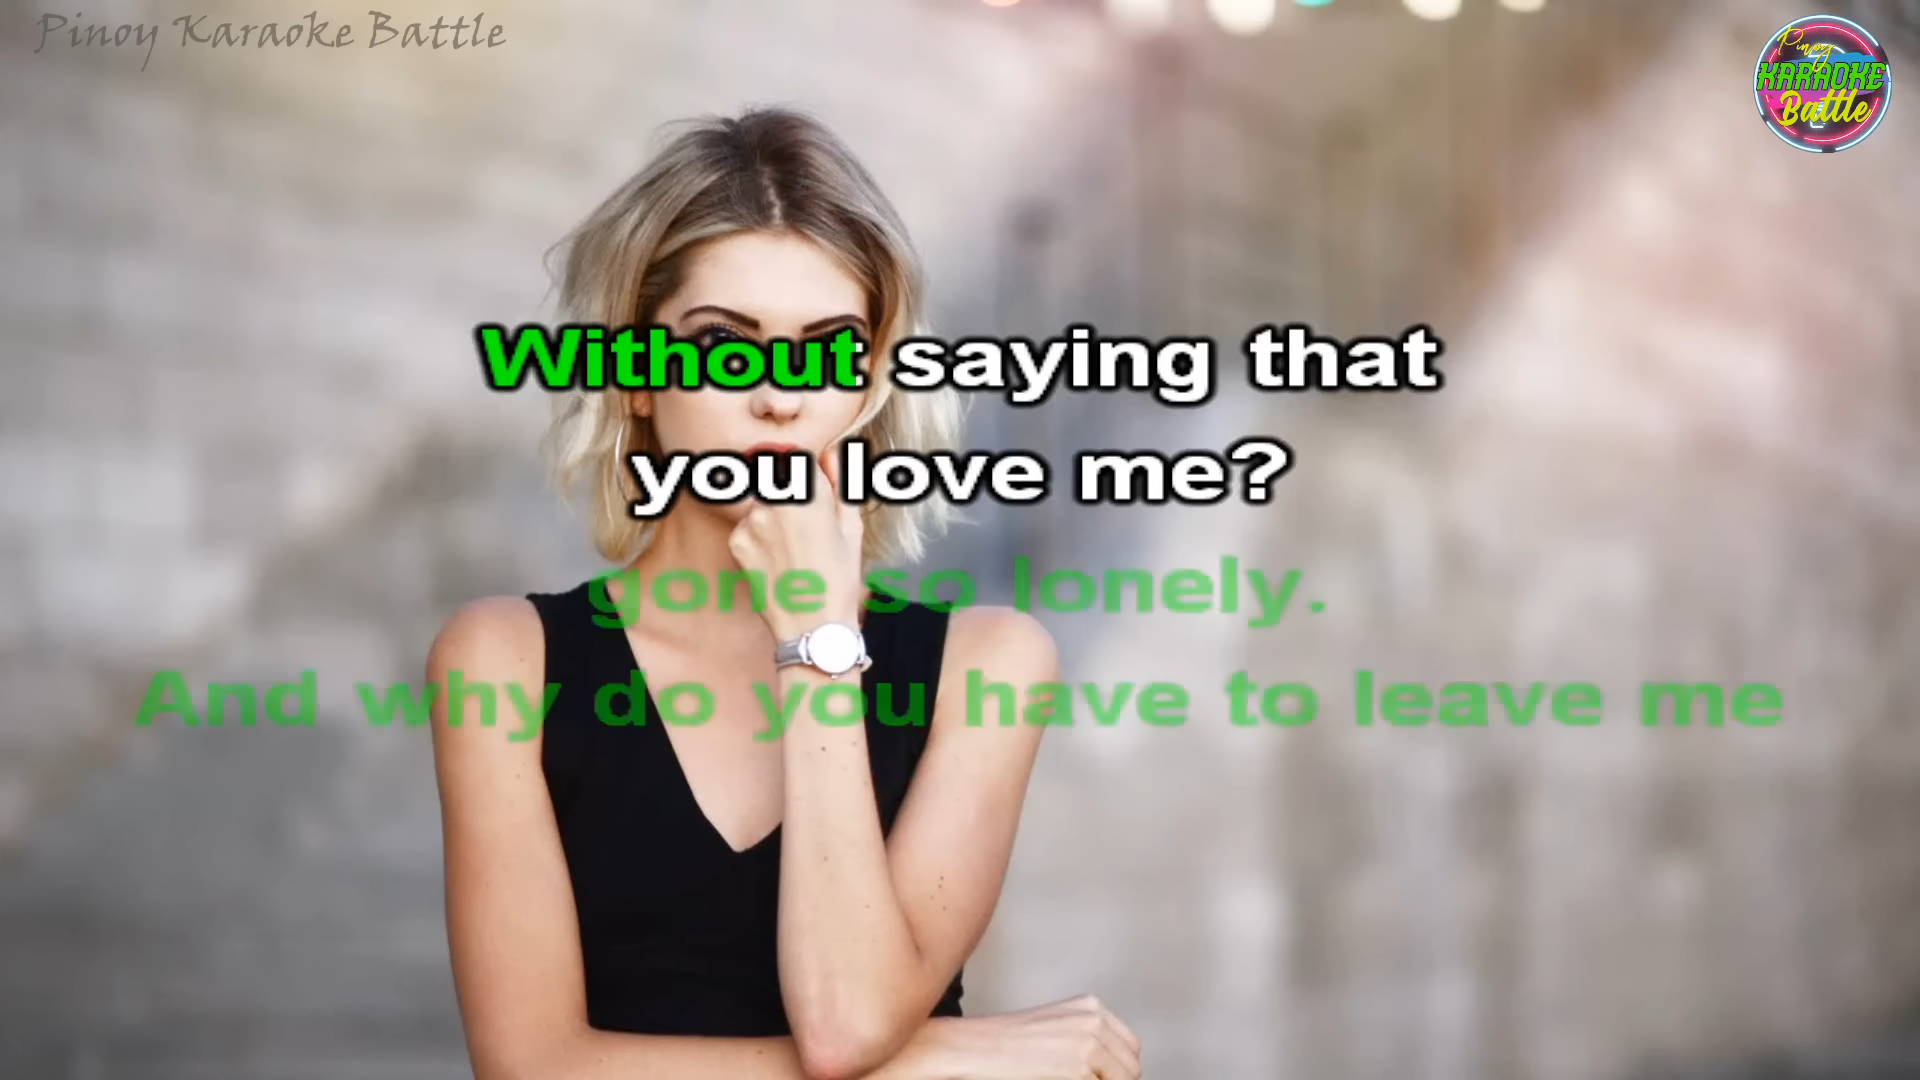 Pinoy Karaoke Battle
Pinoy
KARAOKE
Battle
Without saying that
you love me?
gone so lonely.
And why do you have to leave me